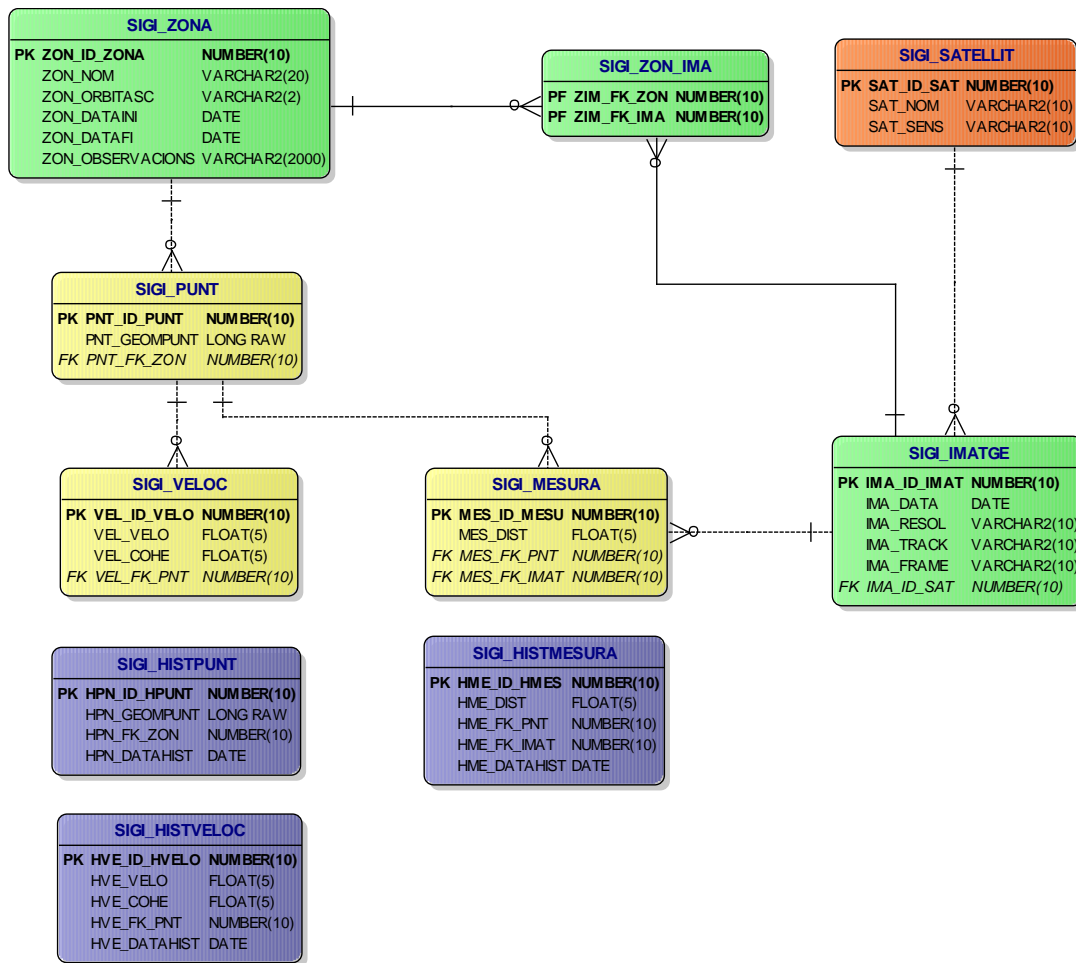 SIGI_ZONA
PK ZON_ID_ZONA NUMBER(10)
ZON_NOM VARCHAR2(20)
ZON_ORBITASC VARCHAR2(2)
ZON_DATAINI DATE
ZON_DATAFI DATE
ZON_OBSERVACIONS VARCHAR2(2000)
SIGI_ZON_IMA
PF ZIM_FK_ZON NUMBER(10)
PF ZIM_FK_IMA NUMBER(10)
SIGI_SATELLIT
PK SAT_ID_SAT NUMBER(10)
SAT_NOM VARCHAR2(10)
SAT_SENS VARCHAR2(10)
SIGI_PUNT
PK PNT_ID_PUNT NUMBER(10)
PNT_GEOMPUNT LONG RAW
FK PNT_FK_ZON NUMBER(10)
SIGI_VELOC
PK VEL_ID_VELO NUMBER(10)
VEL_VELO FLOAT(5)
VEL_COHE FLOAT(5)
FK VEL_FK_PNT NUMBER(10)
SIGI_MESURA
PK MES_ID_MESU NUMBER(10)
MES_DIST FLOAT(5)
FK MES_FK_PNT NUMBER(10)
FK MES_FK_IMAT NUMBER(10)
SIGI_IMATGE
PK IMA_ID_IMAT NUMBER(10)
IMA_DATA DATE
IMA_RESOL VARCHAR2(10)
IMA_TRACK VARCHAR2(10)
IMA_FRAME VARCHAR2(10)
FK IMA_ID_SAT NUMBER(10)
SIGI_HISTPUNT
PK HPN_ID_HPUNT NUMBER(10)
HPN_GEOMPUNT LONG RAW
HPN_FK_ZON NUMBER(10)
HPN_DATAHIST DATE
SIGI_HISTMESURA
PK HME_ID_HMES NUMBER(10)
HME_DIST FLOAT(5)
HME_FK_PNT NUMBER(10)
HME_FK_IMAT NUMBER(10)
HME_DATAHIST DATE
SIGI_HISTVELOC
PK HVE_ID_HVELO NUMBER(10)
HVE_VELO FLOAT(5)
HVE_COHE FLOAT(5)
HVE_FK_PNT NUMBER(10)
HVE_DATAHIST DATE